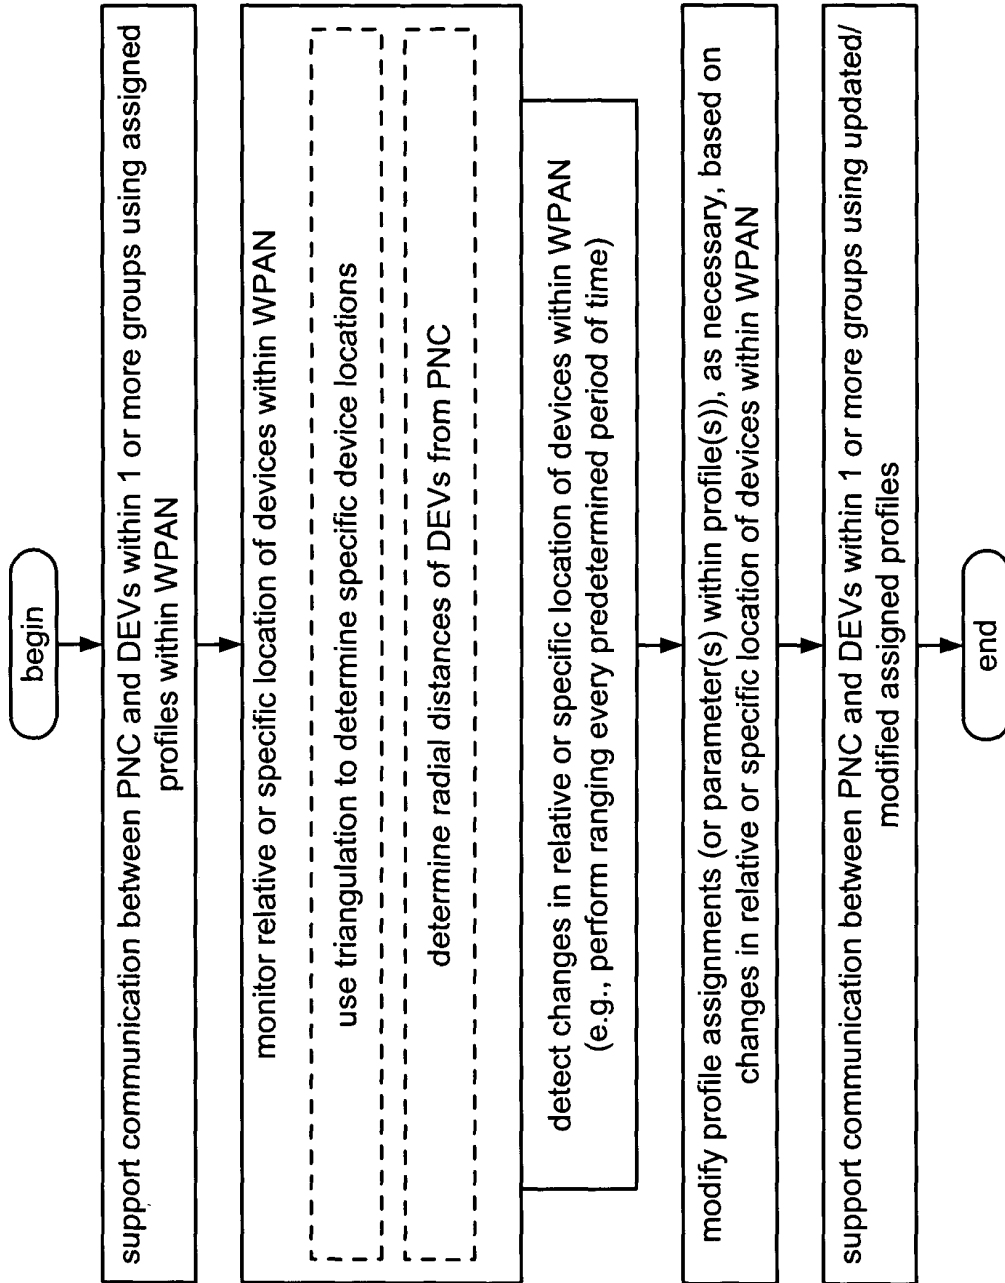 begin
support communication between PNC and DEVs within 1 or more groups using assigned
profiles within WPAN
monitor relative or specific location of devices within WPAN
use triangulation to determine specific device locations
determine radial distances of DEVs from PNC
detect changes in relative or specific location of devices within WPAN
(e.g., perform ranging every predetermined period of time)
modify profile assignments (or parameter(s) within profile(s)), as necessary, based on
changes in relative or specific location of devices within WPAN
support communication between PNC and DEVs within 1 or more groups using updated/
modified assigned profiles
end